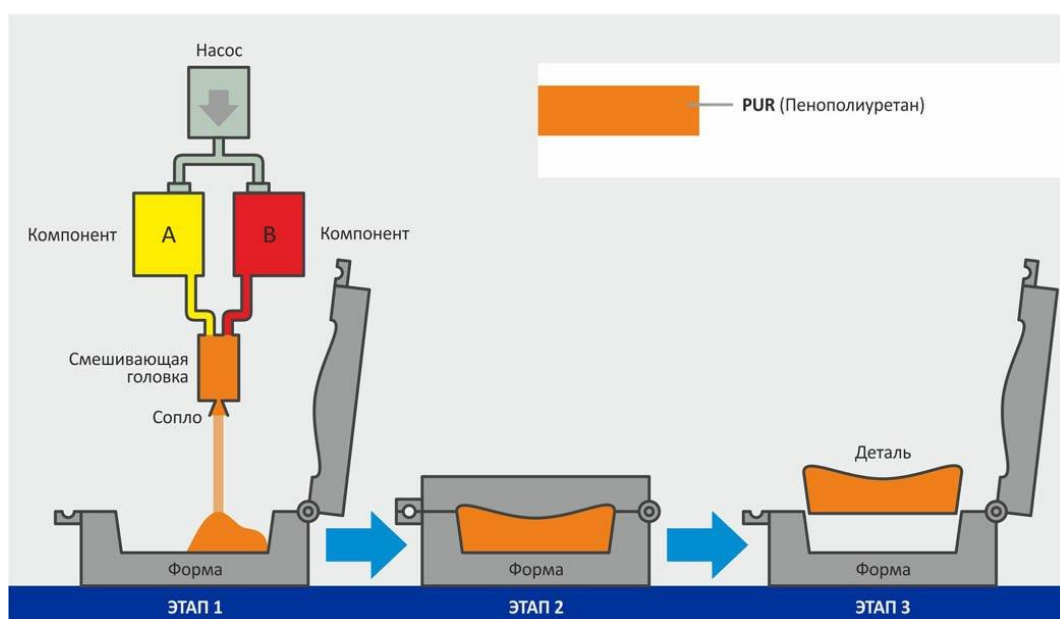 Насос
PUR (Пенополиуретан)
Компонент
A
B
Компонент
Смешивающая
головка
Сопло
Деталь
Форма
Форма
Форма
ЭТАП 1
ЭТАП 2
ЭТАП 3